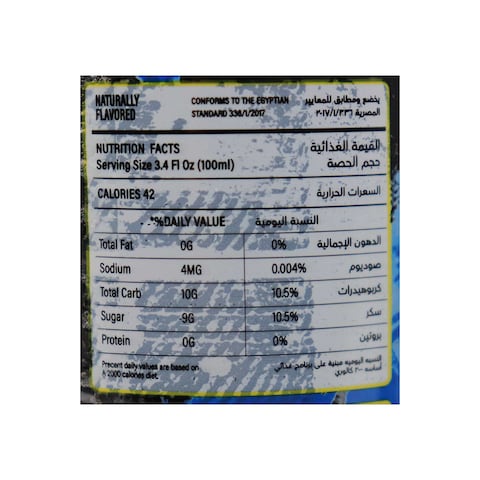 NATURALLY
FLAVORED
CONFORMS TO THE EGYPTIAN
STANDARD 336/1/2017
يخضع ومطابق للمعايير
المصرية ٢٠١٧/١/٣٣٦
NUTRITION FACTS القيمة الغذائية
Serving Size 3.4 Fl Oz (100ml) حجم الحصة
CALORIES 42 السعرات الحرارية
*%DAILY VALUE النسبة اليومية
Total Fat 0G 0% الدهون الإجمالية
Sodium 4MG 0.004% صوديوم
Total Carb 10G 10.5% كربوهيدرات
Sugar 9G 10.5% سكر
Protein 0G 0% بروتين
Precent daily values are based on
A 2000 calories diet.
النسبه اليوميه مبنية على برنامج غذائي
أساسه ٢٠٠٠ كالوري